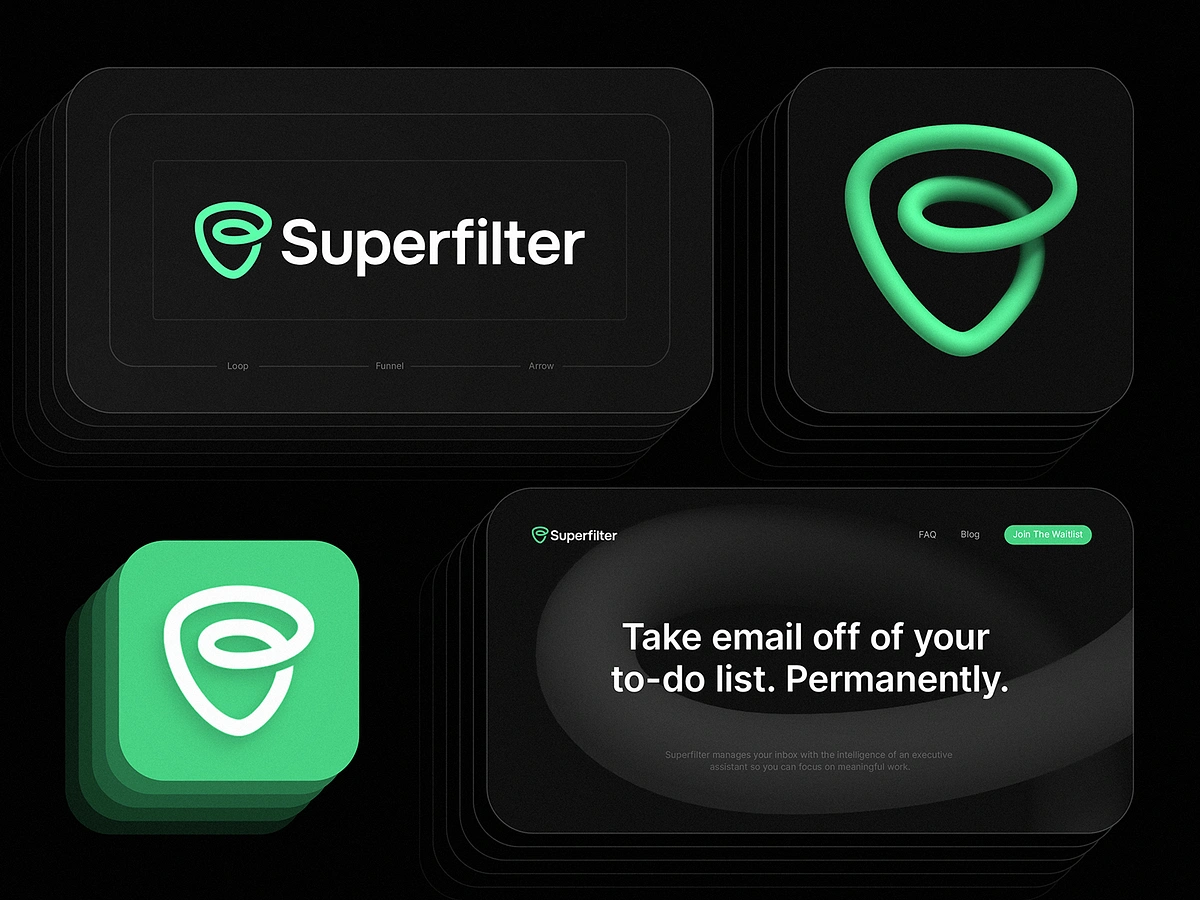 Superfilter
Loop Funnel Arrow
Superfilter FAQ Blog Join The Waitlist
Take email off of your
to-do list. Permanently.
Superfilter manages your inbox with the intelligence of an executive
assistant so you can focus on meaningful work.